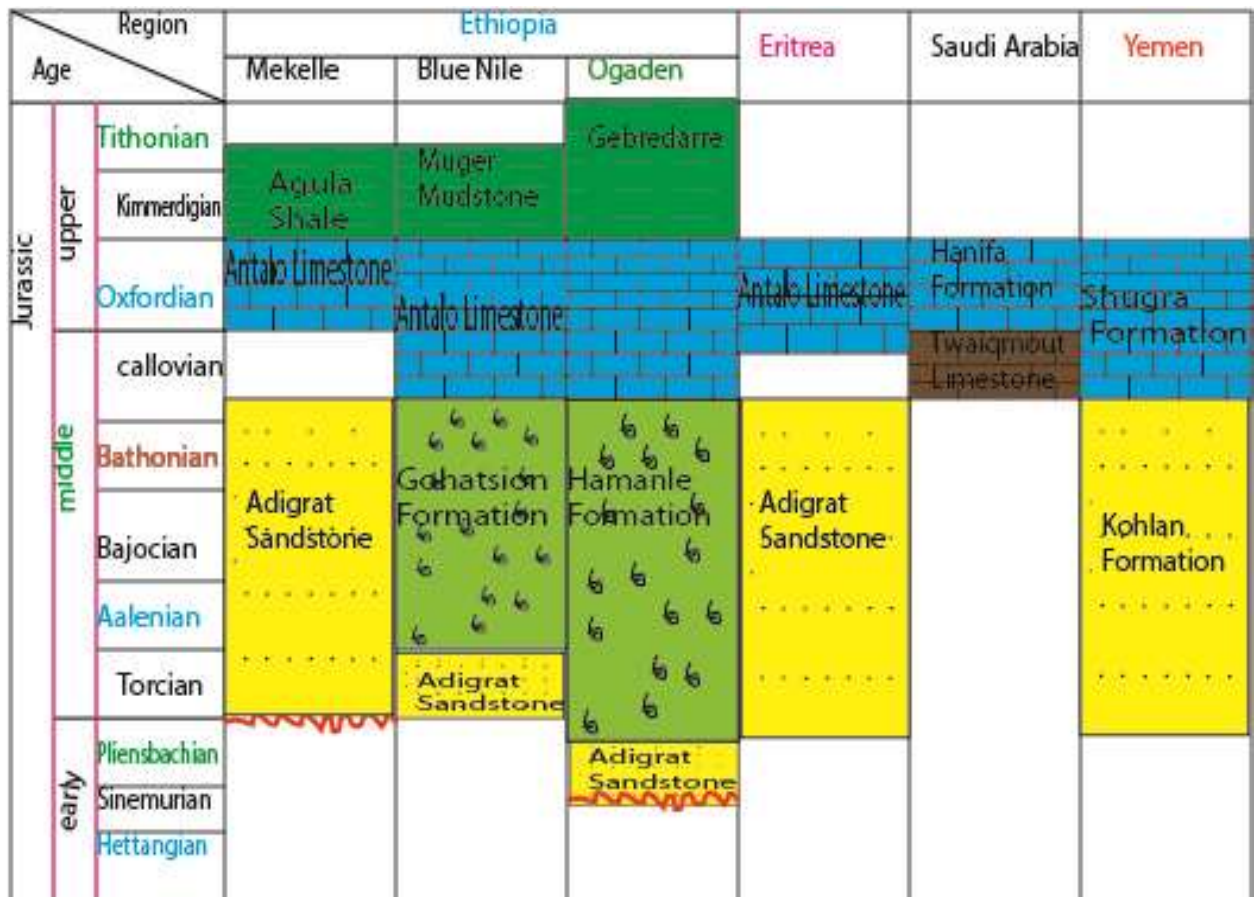 Region
Ethiopia
Eritrea
Saudi Arabia
Yemen
Age
Mekelle
Blue Nile
Ogaden
Jurassic
upper
middle
early
Tithonian
Kimmerdigian
Oxfordian
callovian
Bathonian
Bajocian
Aalenian
Torcian
Pliensbachian
Sinemurian
Hettangian
Agula
Shale
Antalo Limestone
Adigrat
Sandstone
Muger
Mudstone
Antalo Limestone
Gohatsion
Formation
Adigrat
Sandstone
Gebredarre
Hamanle
Formation
Adigrat
Sandstone
Antalo Limestone
Adigrat
Sandstone
Hanifa
Formation
Twaiqmout
Limestone
Shugra
Formation
Kohlan
Formation